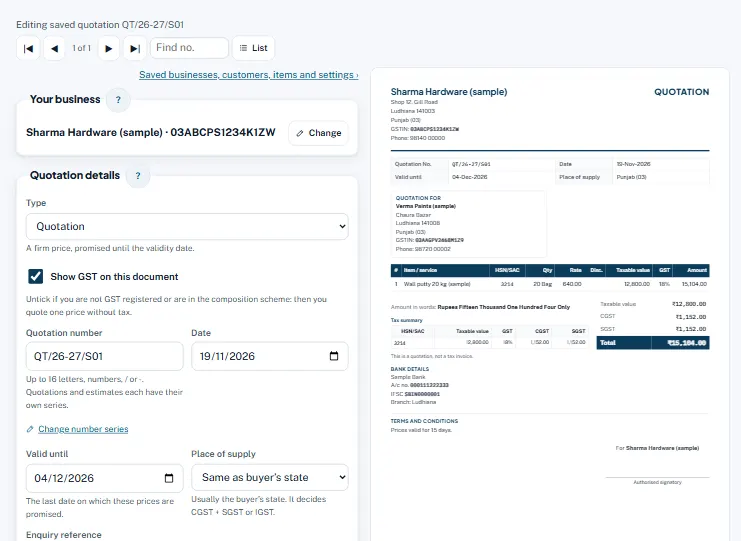 Editing saved quotation QT/26-27/S01
1 of 1
Find no.
List
Saved businesses, customers, items and settings ›
Your business ?
Sharma Hardware (sample) · 03ABCPS1234K1ZW
Change
Quotation details ?
Type
Quotation
A firm price, promised until the validity date.
Show GST on this document
Untick if you are not GST registered or are in the composition scheme: then you
quote one price without tax.
Quotation number
Date
QT/26-27/S01
19/11/2026
Up to 16 letters, numbers, / or -.
Quotations and estimates each have their
own series.
Change number series
Valid until
Place of supply
04/12/2026
Same as buyer's state
The last date on which these prices are
promised.
Usually the buyer's state. It decides
CGST + SGST or IGST.
Enquiry reference
Sharma Hardware (sample)
QUOTATION
Shop 12, Gill Road
Ludhiana 141003
Punjab (03)
GSTIN: 03ABCPS1234K1ZW
Phone: 98140 00000
Quotation No. QT/26-27/S01 Date 19-Nov-2026
Valid until 04-Dec-2026 Place of supply Punjab (03)
QUOTATION FOR
Verma Paints (sample)
Chaura Bazar
Ludhiana 141008
Punjab (03)
GSTIN:
Phone: 98720 00002
# Item / service HSN/SAC Qty Rate Disc. Taxable value GST Amount
1 Wall putty 20 kg (sample) 3214 20 Bag 640.00 12,800.00 18% 15,104.00
Amount in words: Rupees Fifteen Thousand One Hundred Four Only
Taxable value ₹12,800.00
CGST ₹1,152.00
SGST ₹1,152.00
Total ₹15,104.00
Tax summary
HSN/SAC Taxable value GST CGST SGST
3214 12,800.00 18% 1,152.00 1,152.00
This is a quotation, not a tax invoice.
BANK DETAILS
Sample Bank
A/c no. 000111222333
IFSC SBIN0000001
Branch: Ludhiana
TERMS AND CONDITIONS
Prices valid for 15 days.
For Sharma Hardware (sample)
Authorised signatory